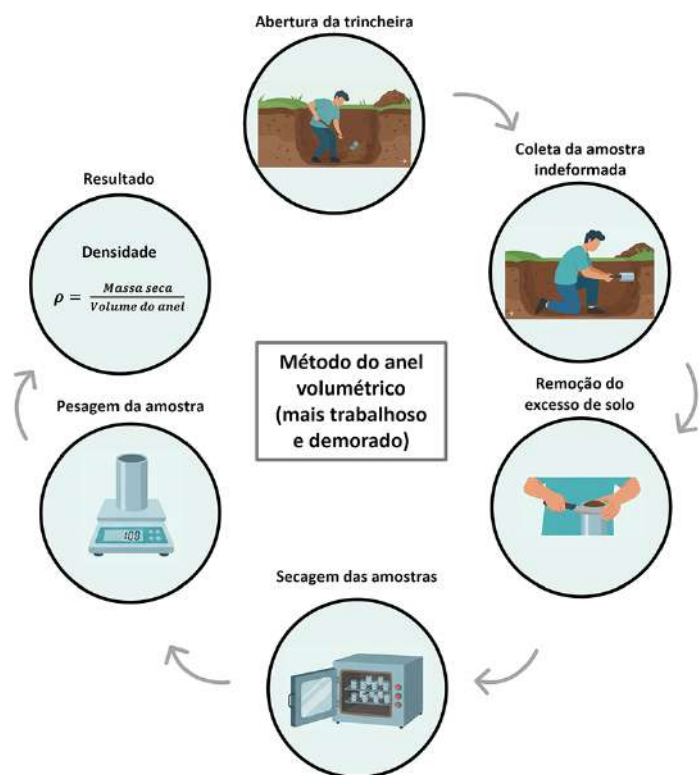 Abertura da trincheira
Coleta da amostra
indeformada
Remoção do
excesso de solo
Secagem das amostras
Pesagem da amostra
Resultado
Densidade
ρ = Massa seca / Volume do anel
Método do anel
volumétrico
(mais trabalhoso
e demorado)